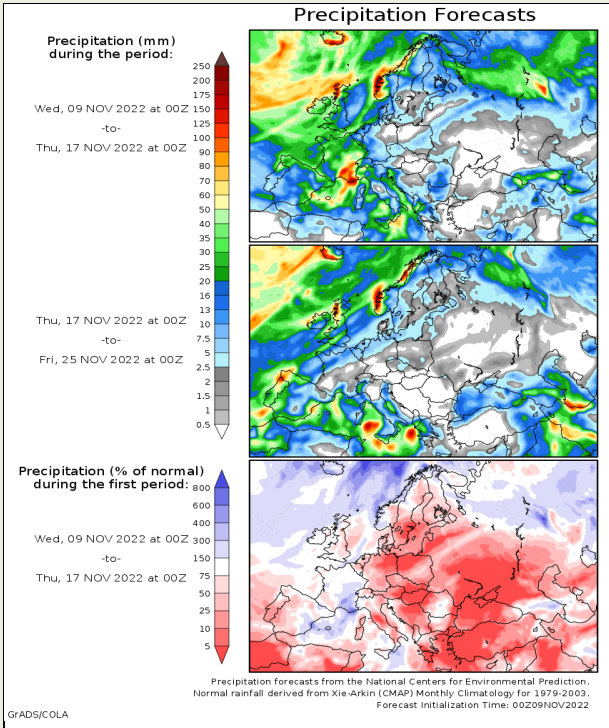 Precipitation Forecasts
Precipitation (mm)
during the period:
Wed, 09 NOV 2022 at 00Z
-to-
Thu, 17 NOV 2022 at 00Z
250
200
175
150
125
100
90
80
70
60
50
40
35
30
25
20
16
13
10
7.5
5
2.5
2
1.5
1
0.5
Thu, 17 NOV 2022 at 00Z
-to-
Fri, 25 NOV 2022 at 00Z
Precipitation (% of normal)
during the first period:
Wed, 09 NOV 2022 at 00Z
-to-
Thu, 17 NOV 2022 at 00Z
800
600
400
300
150
75
50
25
10
5
Precipitation forecasts from the National Centers for Environmental Prediction.
Normal rainfall derived from Xie-Arkin (CMAP) Monthly Climatology for 1979-2003.
Forecast Initialization Time: 00Z09NOV2022
GrADS/COLA